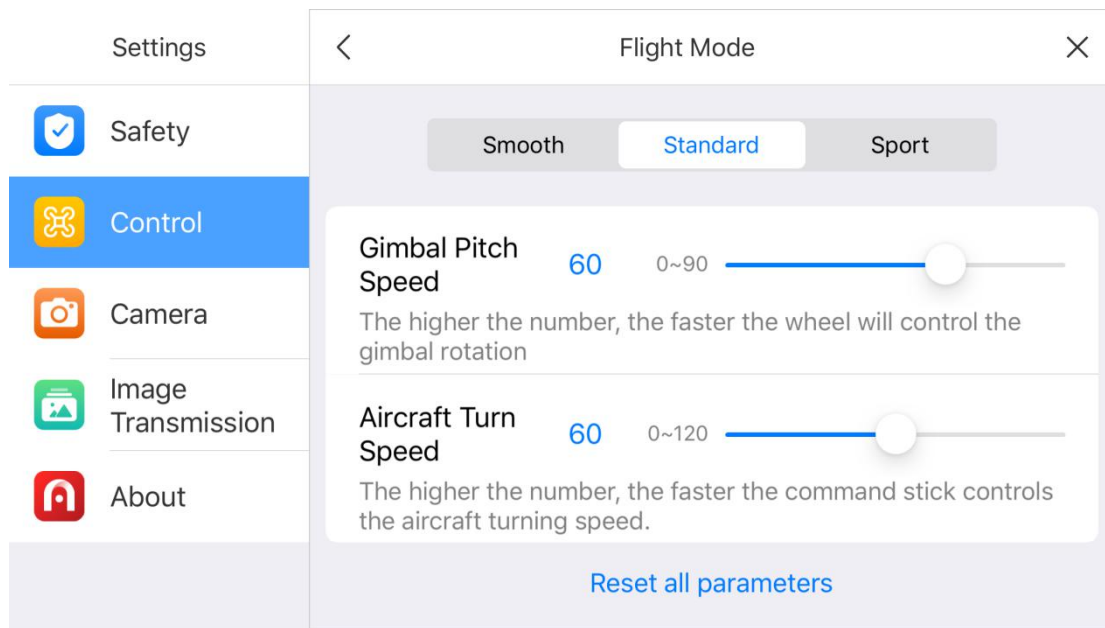 Settings
Safety
Control
Camera
Image
Transmission
About
Flight Mode
Smooth Standard Sport
Gimbal Pitch
Speed
60 0~90
The higher the number, the faster the wheel will control the
gimbal rotation
Aircraft Turn
Speed
60 0~120
The higher the number, the faster the command stick controls
the aircraft turning speed.
Reset all parameters